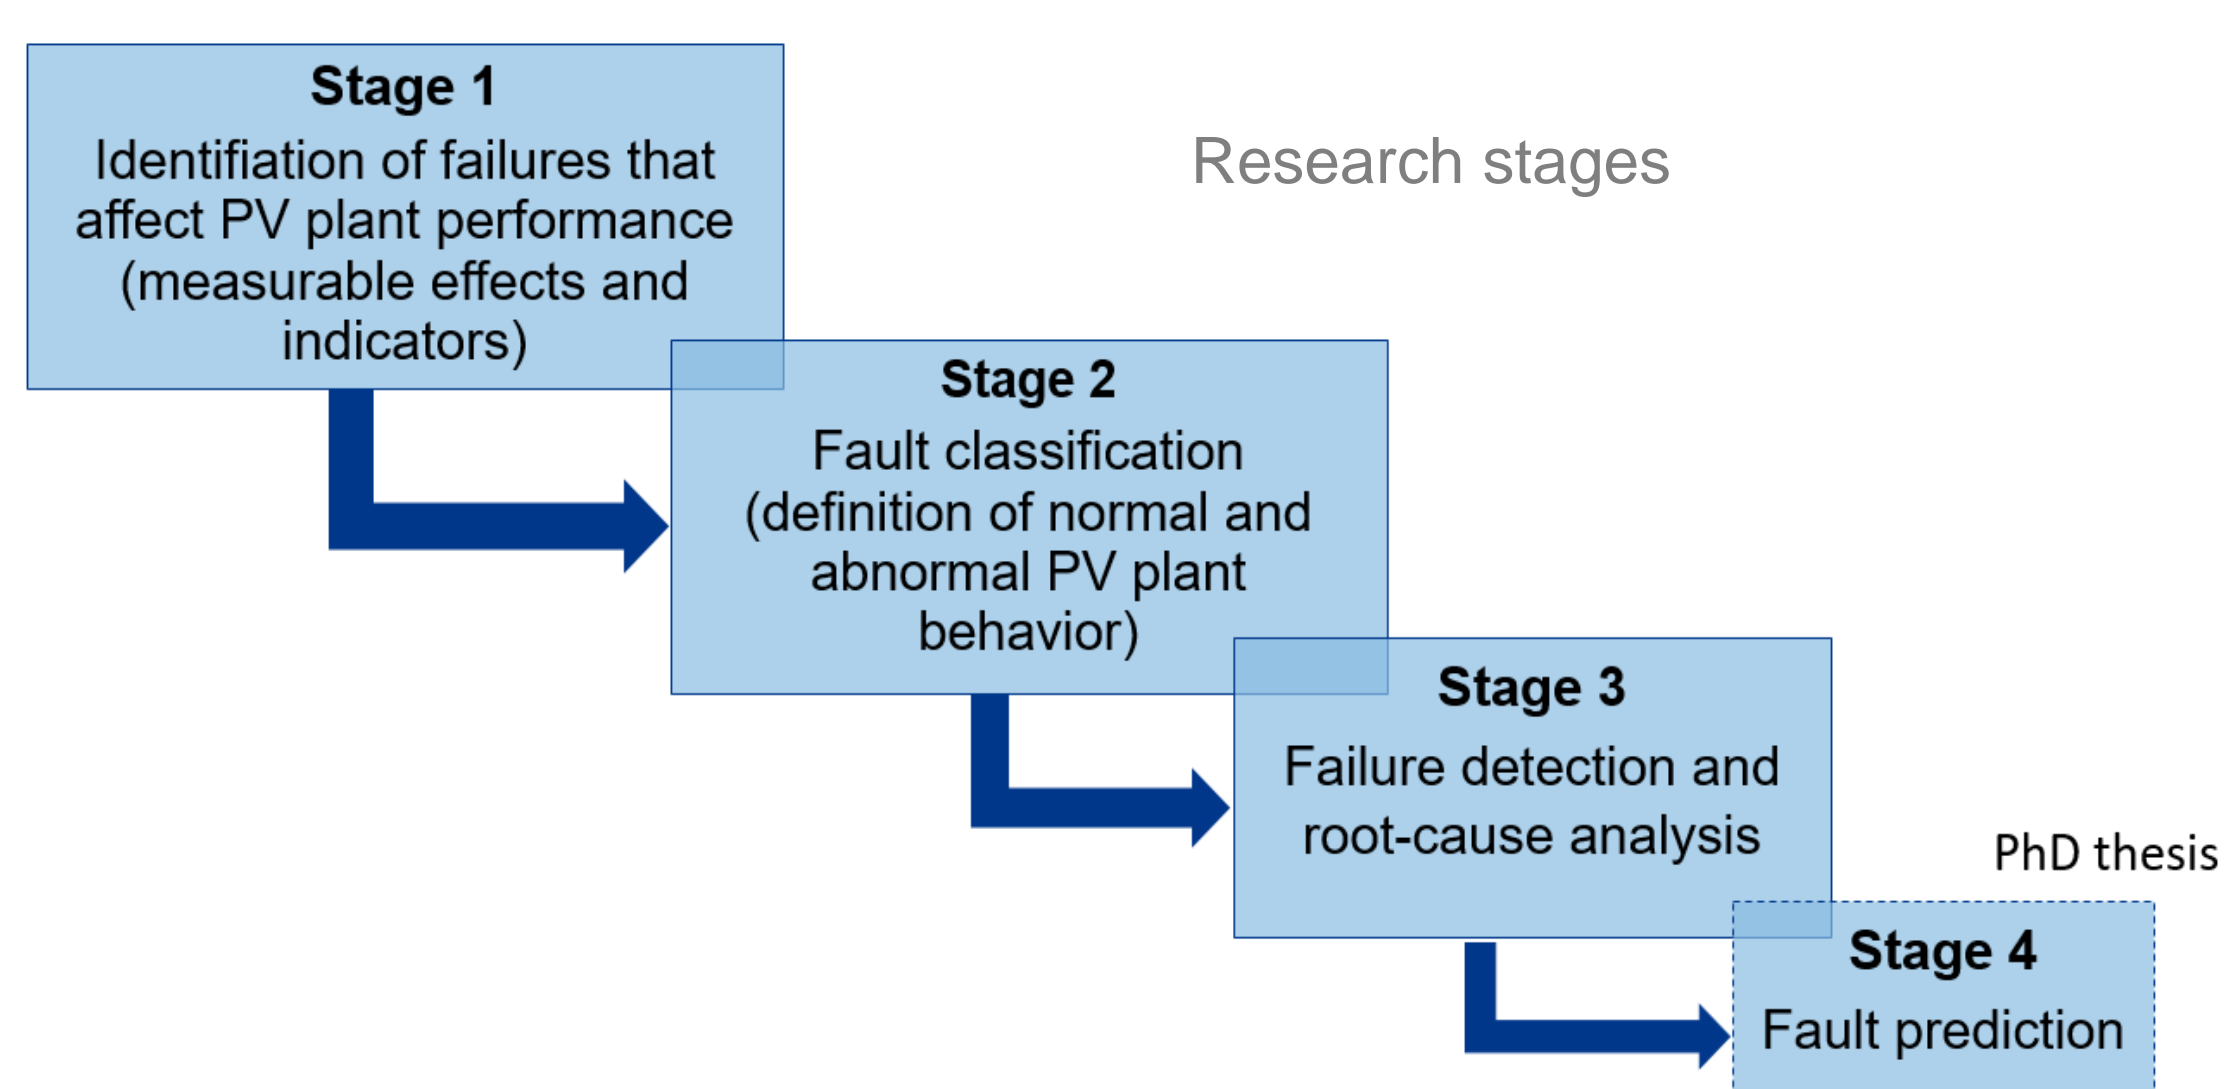 Stage 1
Identifiation of failures that
affect PV plant performance
(measurable effects and
indicators)
Research stages
Stage 2
Fault classification
(definition of normal and
abnormal PV plant
behavior)
Stage 3
Failure detection and
root-cause analysis
PhD thesis
Stage 4
Fault prediction